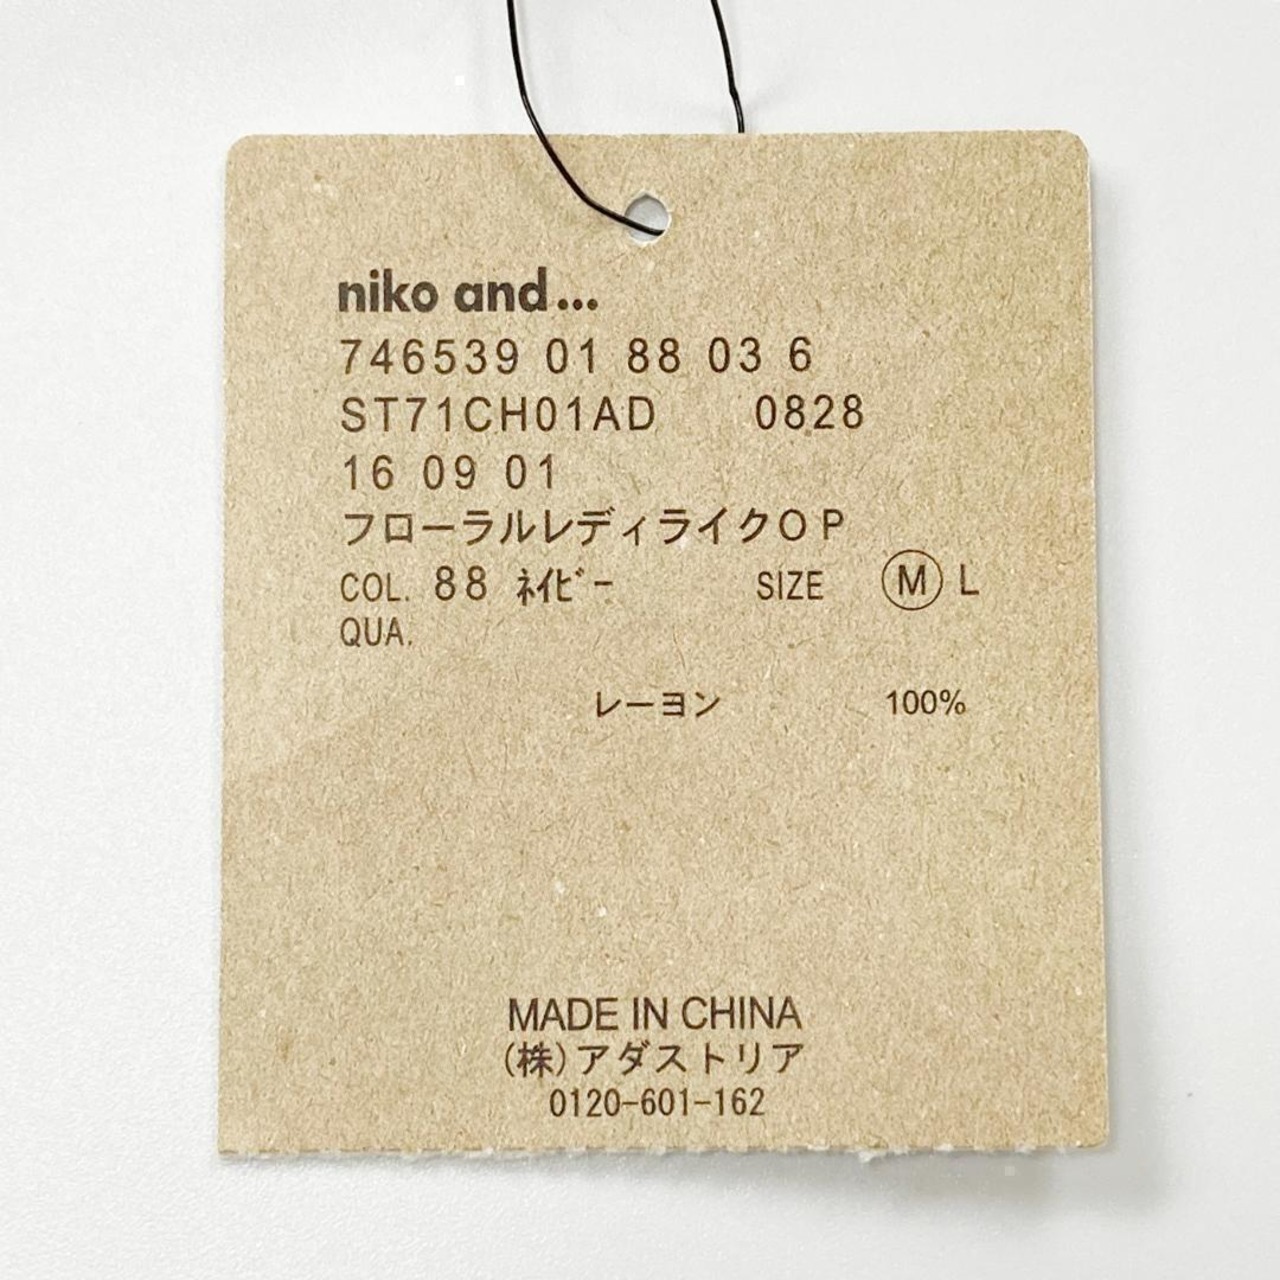 niko and...
746539 01 88 03 6
ST71CH01AD 0828
16 09 01
フローラルレディライクOP
COL. 88 ﾈｲﾋﾞｰ SIZE Ⓜ L
QUA.
レーヨン 100%
MADE IN CHINA
(株)アダストリア
0120-601-162